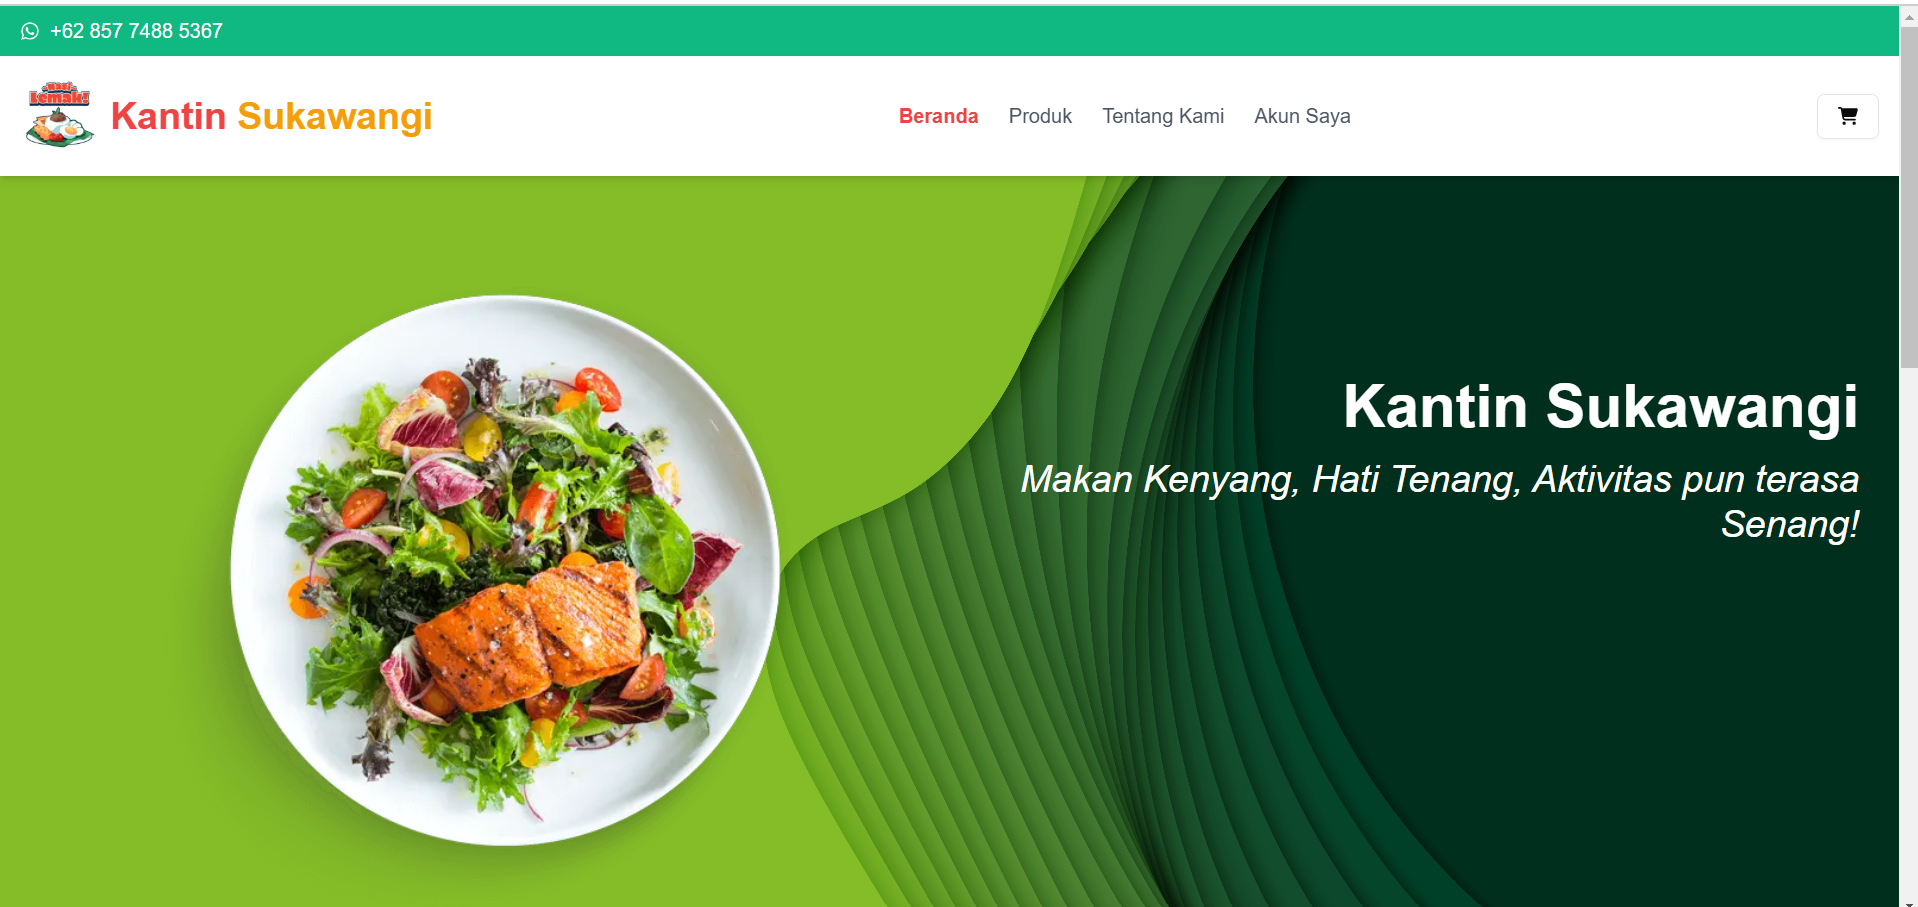 +62 857 7488 5367
Nasi
Lemak!
Kantin Sukawangi
Beranda Produk Tentang Kami Akun Saya
Kantin Sukawangi
Makan Kenyang, Hati Tenang, Aktivitas pun terasa
Senang!